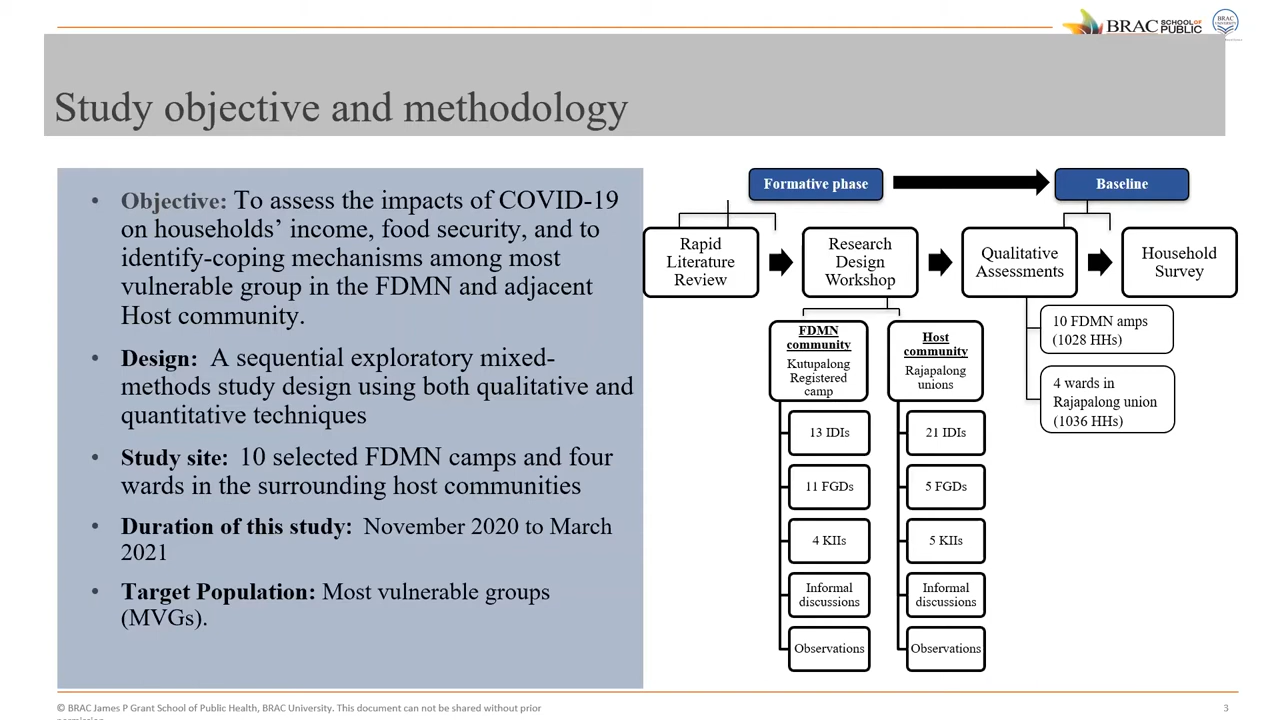 BRAC SCHOOL OF PUBLIC
Study objective and methodology
• Objective: To assess the impacts of COVID-19
on households' income, food security, and to
identify-coping mechanisms among most
vulnerable group in the FDMN and adjacent
Host community.
• Design: A sequential exploratory mixed-
methods study design using both qualitative and
quantitative techniques
• Study site: 10 selected FDMN camps and four
wards in the surrounding host communities
• Duration of this study: November 2020 to March
2021
• Target Population: Most vulnerable groups
(MVGs).
Formative phase
Baseline
Rapid
Literature
Review
Research
Design
Workshop
Qualitative
Assessments
Household
Survey
FDMN
community
Kutupalong
Registered
camp
13 IDIs
11 FGDs
4 KIIs
Informal
discussions
Observations
Host
community
Rajapalong
unions
21 IDIs
5 FGDs
5 KIIs
Informal
discussions
Observations
10 FDMN amps
(1028 HHs)
4 wards in
Rajapalong union
(1036 HHs)
© BRAC James P Grant School of Public Health, BRAC University. This document can not be shared without prior
3